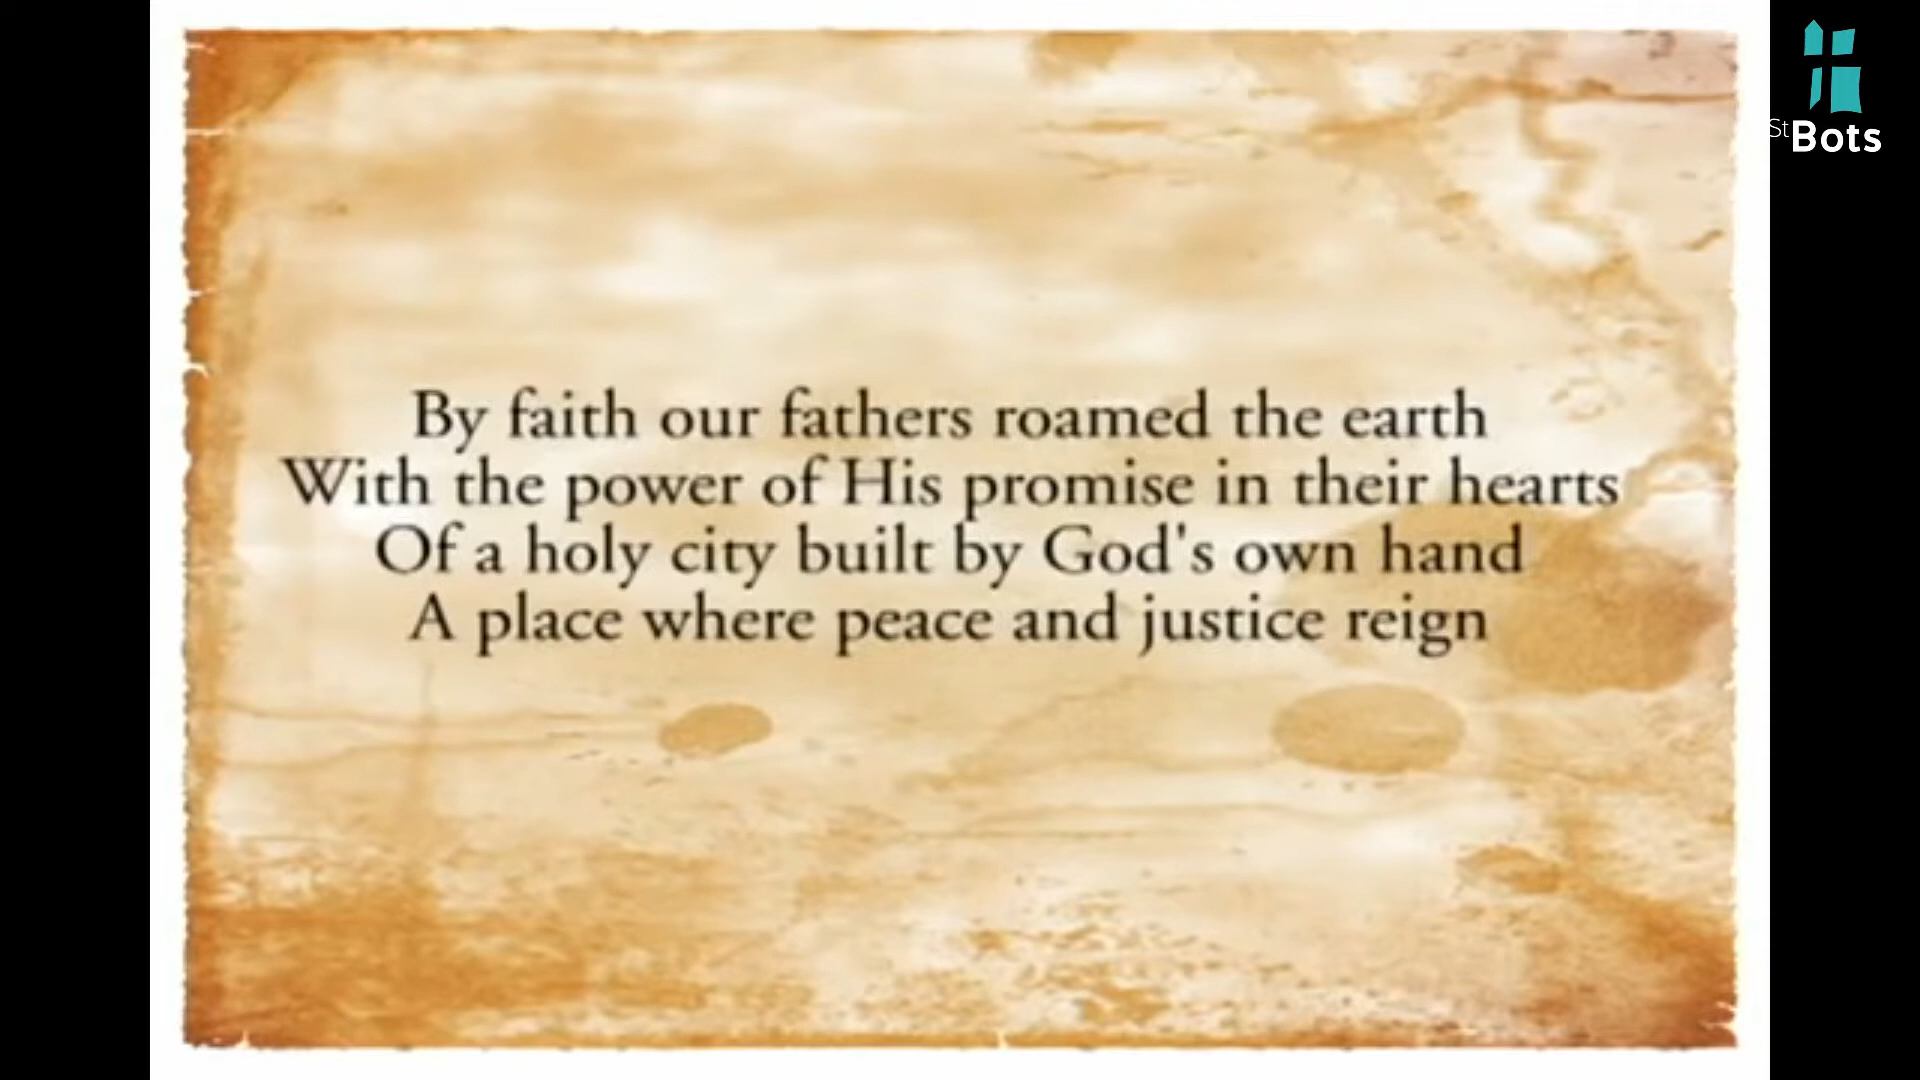 By faith our fathers roamed the earth
With the power of His promise in their hearts
Of a holy city built by God's own hand
A place where peace and justice reign
St Bots